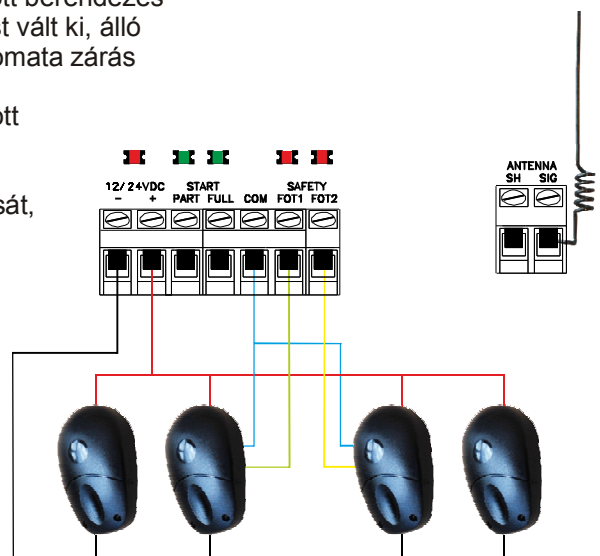 ott berendezés
st vált ki, álló
omata zárás
ott
sát,
12/ 24VDC START SAFETY
- + PART FULL COM FOT1 FOT2
ANTENNA
SH SIG